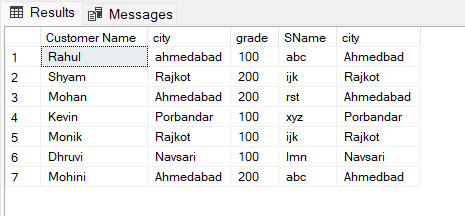 Results Messages
Customer Name city grade SName city
1 Rahul ahmedabad 100 abc Ahmedbad
2 Shyam Rajkot 200 ijk Rajkot
3 Mohan Ahmedabad 200 rst Ahmedabad
4 Kevin Porbandar 100 xyz Porbandar
5 Monik Rajkot 100 ijk Rajkot
6 Dhruvi Navsari 100 lmn Navsari
7 Mohini Ahmedabad 200 abc Ahmedbad